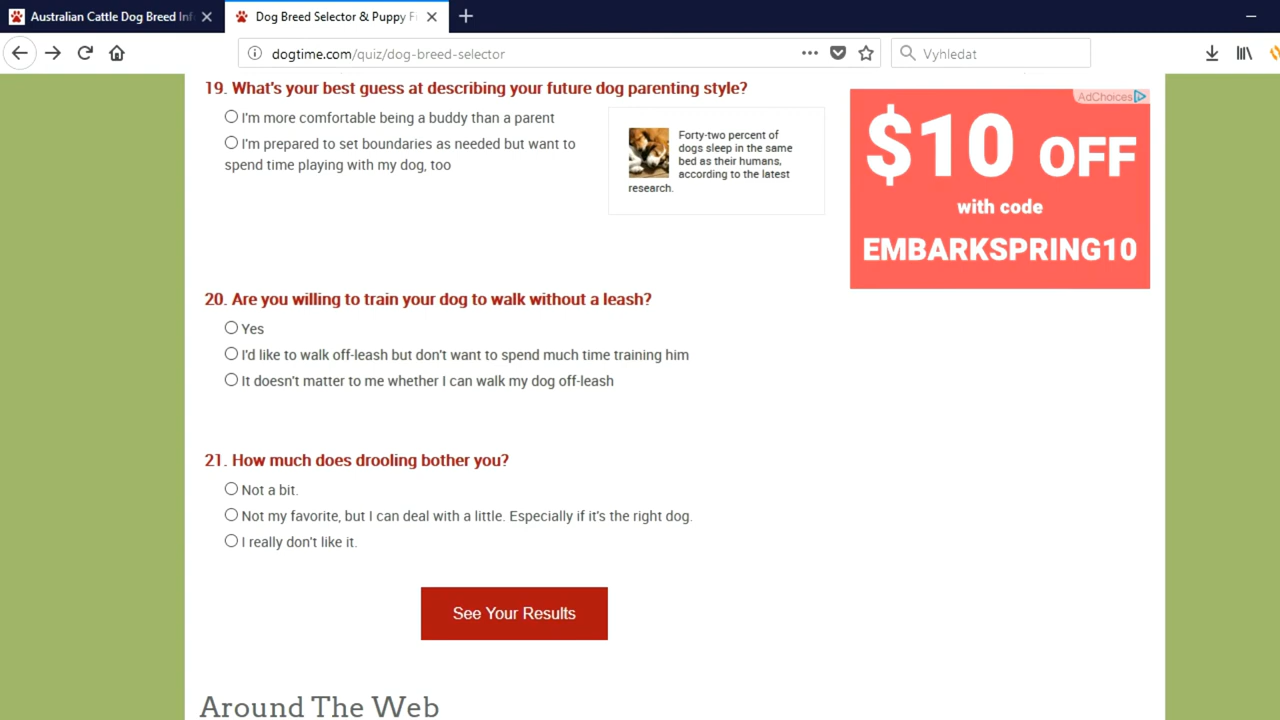 Australian Cattle Dog Breed Inf
Dog Breed Selector & Puppy Fi
dogtime.com/quiz/dog-breed-selector
Vyhledat
19. What's your best guess at describing your future dog parenting style?
I'm more comfortable being a buddy than a parent
I'm prepared to set boundaries as needed but want to
spend time playing with my dog, too
Forty-two percent of
dogs sleep in the same
bed as their humans,
according to the latest
research.
AdChoices
$10 OFF
with code
EMBARKSPRING10
20. Are you willing to train your dog to walk without a leash?
Yes
I'd like to walk off-leash but don't want to spend much time training him
It doesn't matter to me whether I can walk my dog off-leash
21. How much does drooling bother you?
Not a bit.
Not my favorite, but I can deal with a little. Especially if it's the right dog.
I really don't like it.
See Your Results
Around The Web